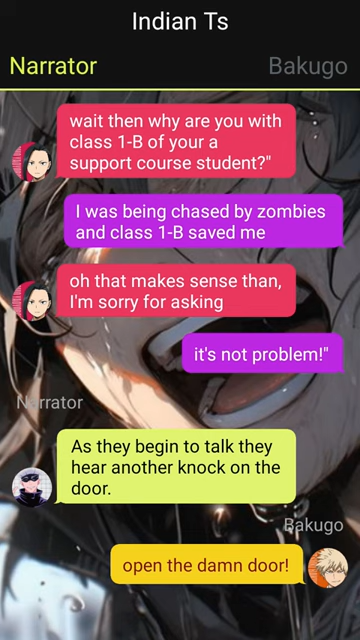 Indian Ts
Narrator
Bakugo
wait then why are you with
class 1-B of your a
support course student?"
I was being chased by zombies
and class 1-B saved me
oh that makes sense than,
I'm sorry for asking
it's not problem!"
Narrator
As they begin to talk they
hear another knock on the
door.
Bakugo
open the damn door!